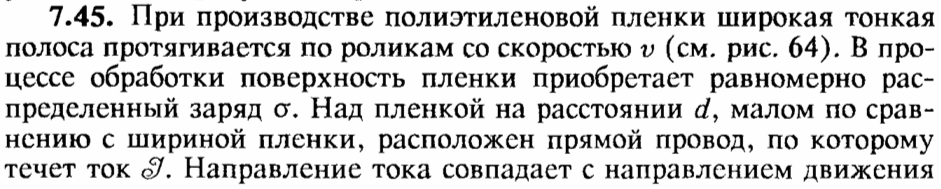 7.45. При производстве полиэтиленовой пленки широкая тонкая
полоса протягивается по роликам со скоростью v (см. рис. 64). В про-
цессе обработки поверхность пленки приобретает равномерно рас-
пределенный заряд σ. Над пленкой на расстоянии d, малом по срав-
нению с шириной пленки, расположен прямой провод, по которому
течет ток ℐ. Направление тока совпадает с направлением движения